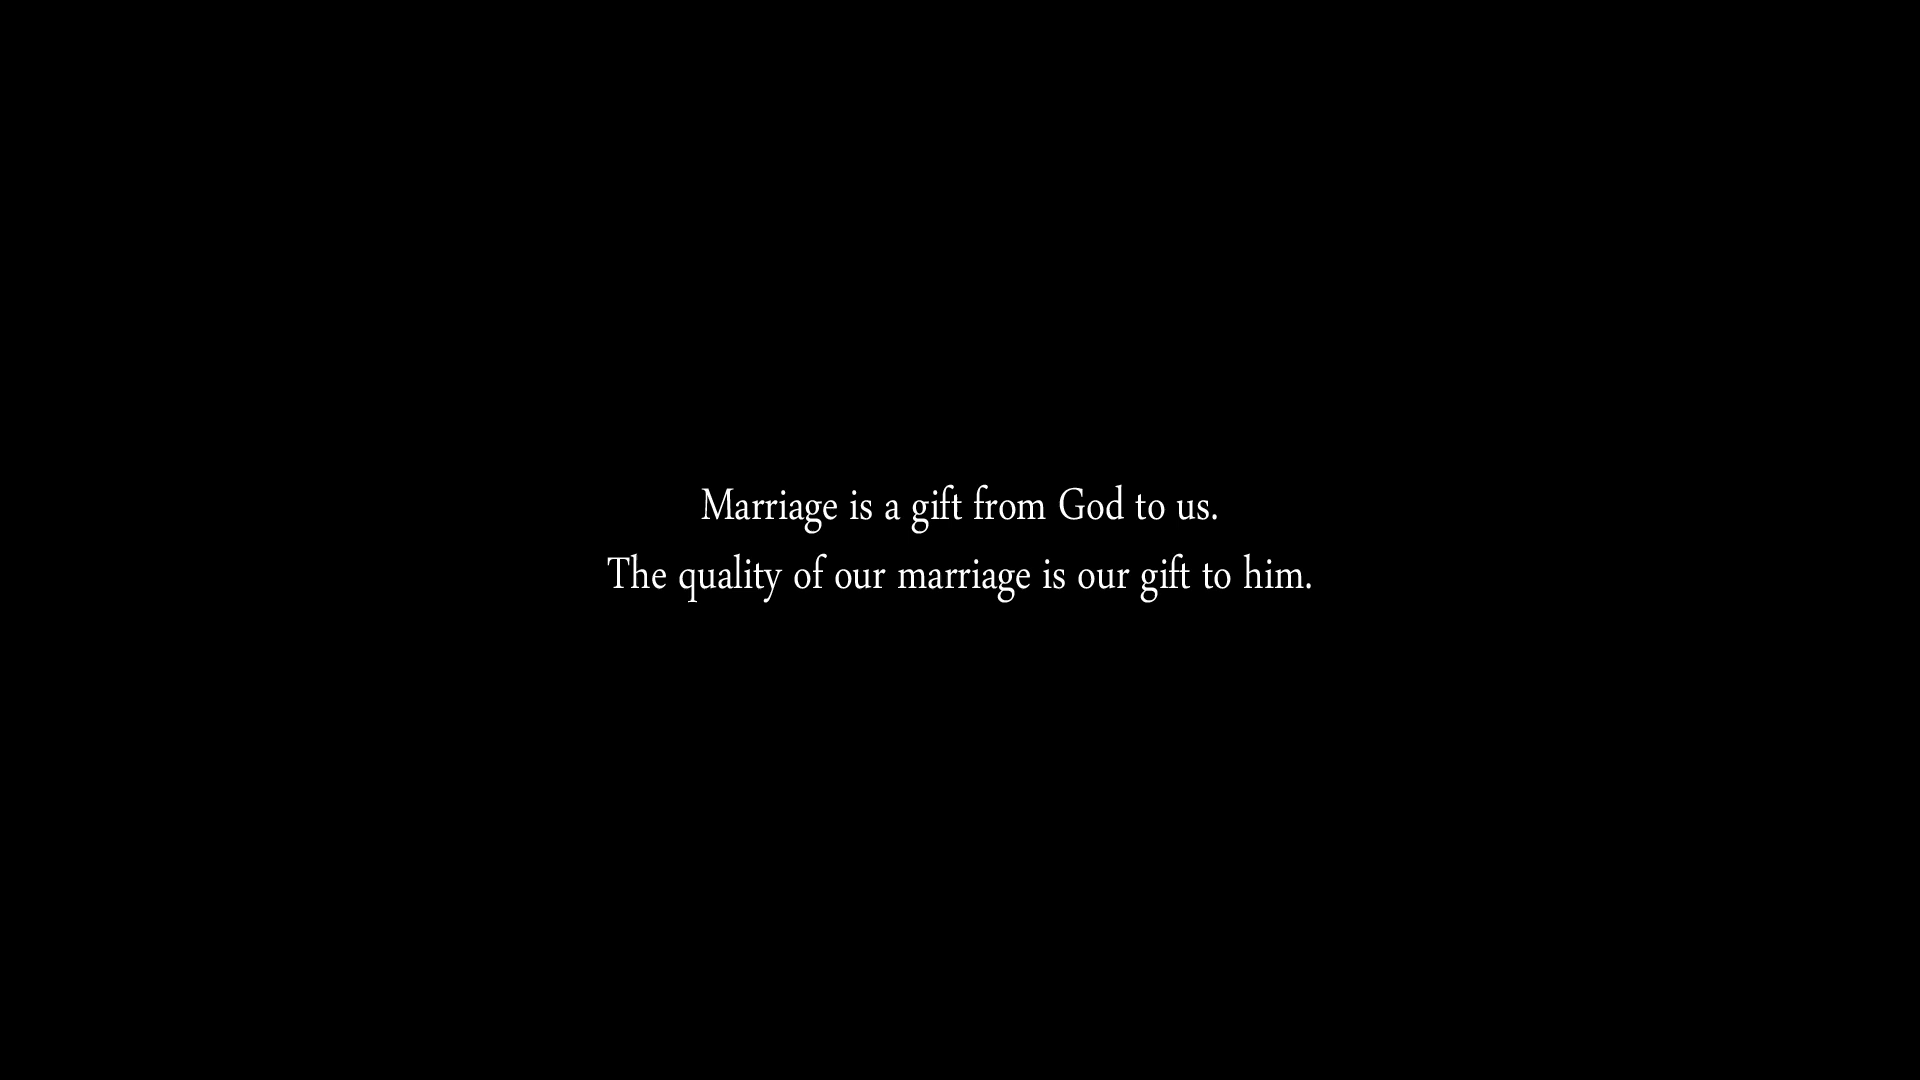 Marriage is a gift from God to us.
The quality of our marriage is our gift to him.